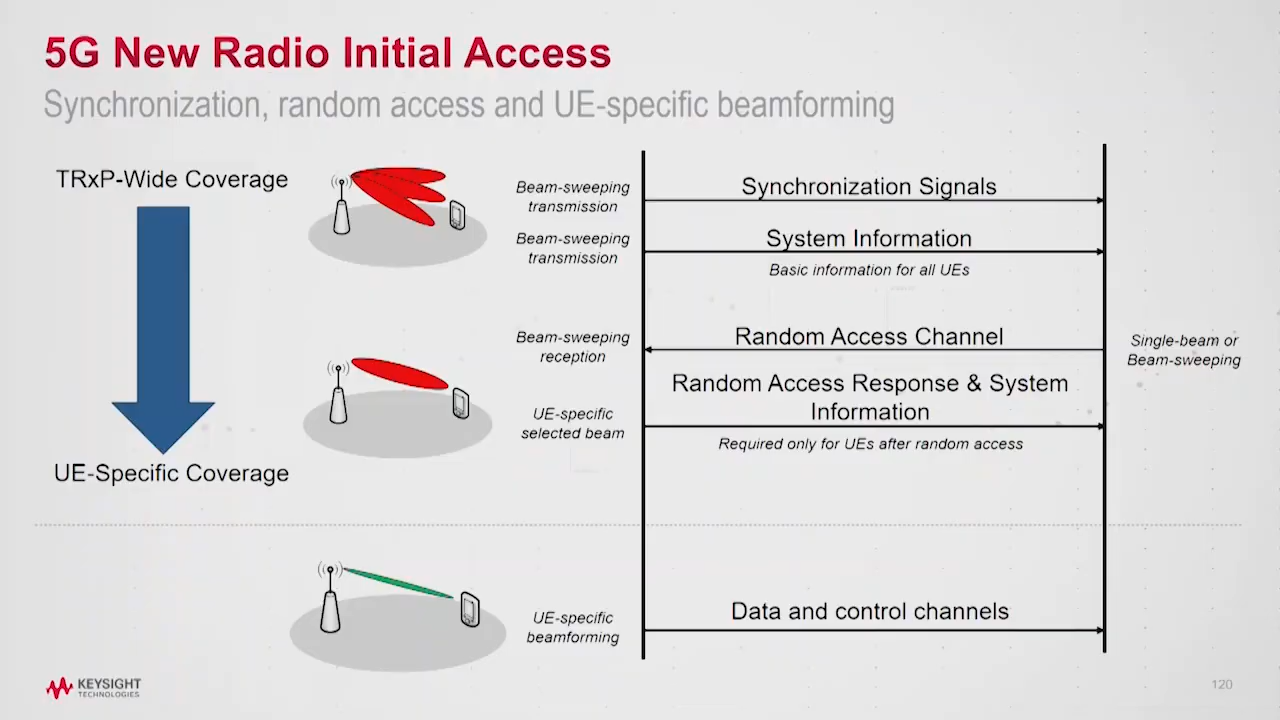 5G New Radio Initial Access
Synchronization, random access and UE-specific beamforming
TRxP-Wide Coverage
UE-Specific Coverage
Beam-sweeping
transmission
Synchronization Signals
Beam-sweeping
transmission
System Information
Basic information for all UEs
Beam-sweeping
reception
Random Access Channel
Single-beam or
Beam-sweeping
UE-specific
selected beam
Random Access Response & System
Information
Required only for UEs after random access
UE-specific
beamforming
Data and control channels
KEYSIGHT
TECHNOLOGIES
120